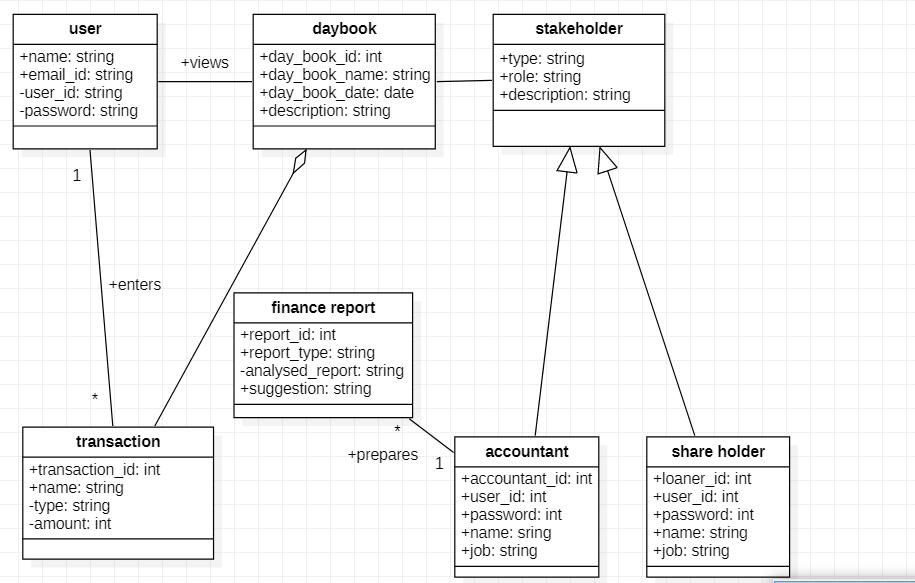 user
+name: string
+email_id: string
-user_id: string
-password: string
+views
daybook
+day_book_id: int
+day_book_name: string
+day_book_date: date
+description: string
stakeholder
+type: string
+role: string
+description: string
1
+enters
*
finance report
+report_id: int
+report_type: string
-analysed_report: string
+suggestion: string
*
+prepares
1
transaction
+transaction_id: int
+name: string
-type: string
-amount: int
accountant
+accountant_id: int
+user_id: int
+password: int
+name: sring
+job: string
share holder
+loaner_id: int
+user_id: int
+password: int
+name: string
+job: string